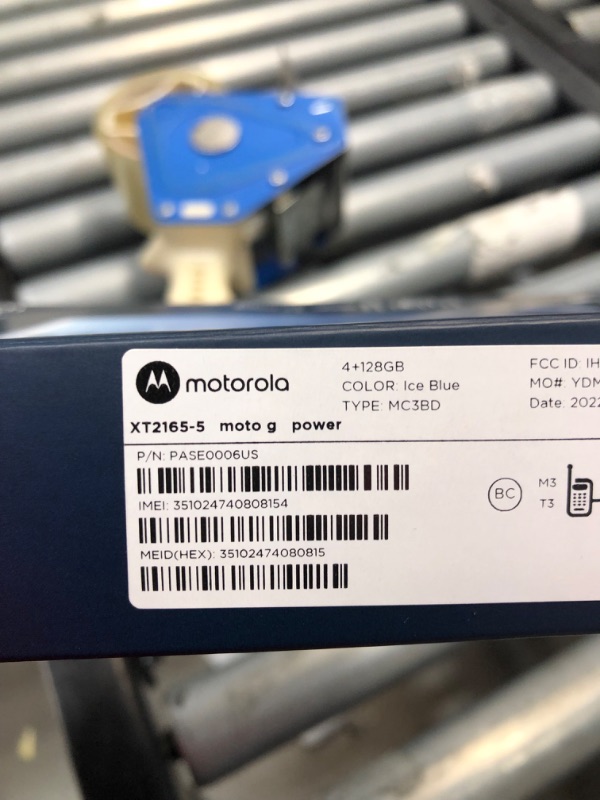 motorola
4+128GB
COLOR: Ice Blue
TYPE: MC3BD
FCC ID: IH
MO#: YDM
Date: 2022
XT2165-5 moto g power
P/N: PASE0006US
IMEI: 351024740808154
MEID(HEX): 35102474080815
BC
M3
T3